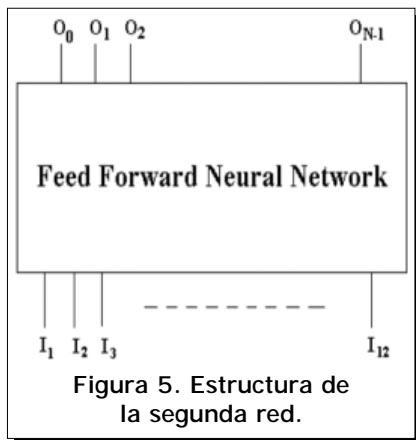 O0 O1 O2 ON-1
Feed Forward Neural Network
I1 I2 I3 I12
Figura 5. Estructura de
la segunda red.